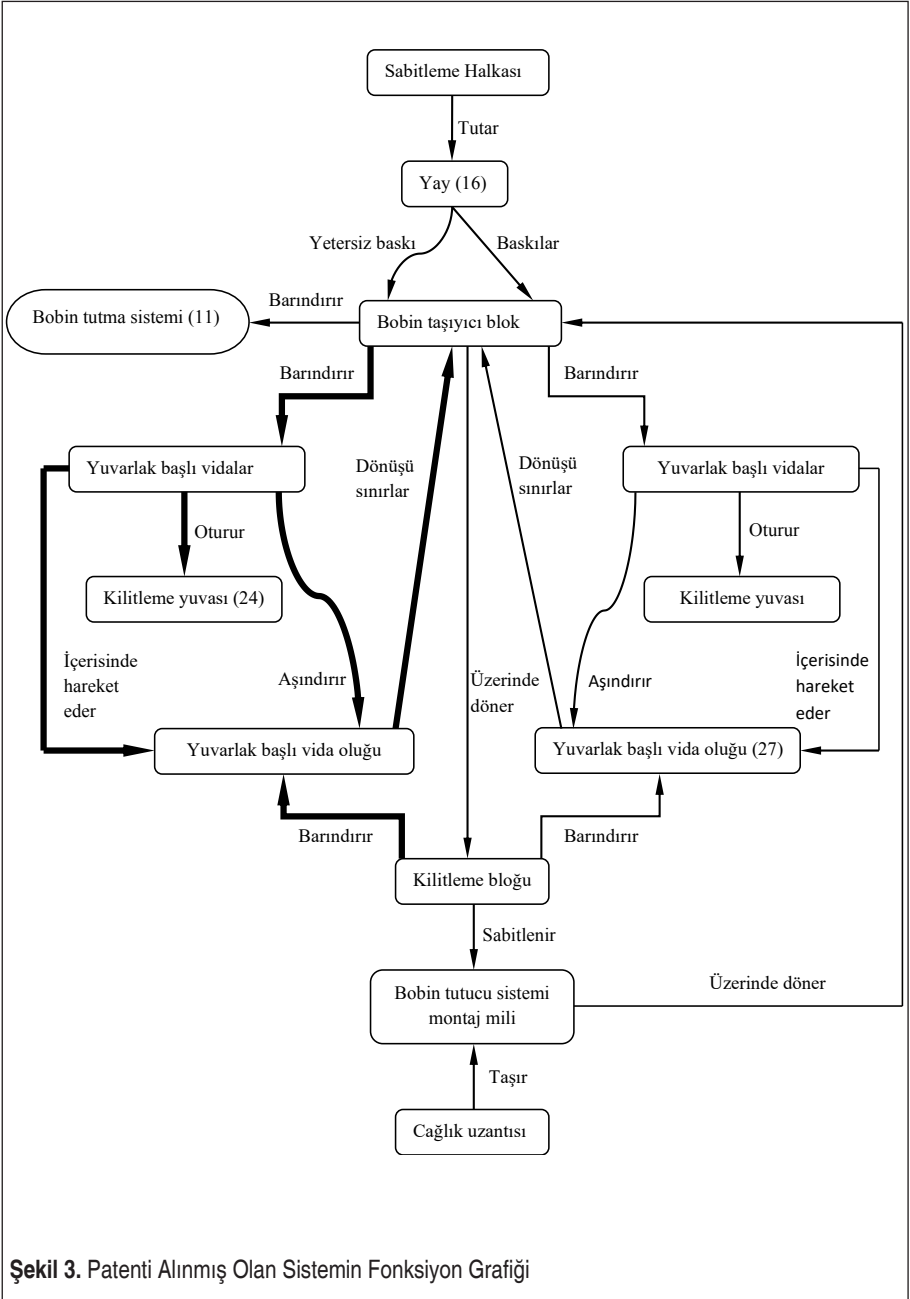 Sabitleme Halkası
Tutar
Yay (16)
Yetersiz baskı
Baskılar
Barındırır
Bobin tutma sistemi (11)
Bobin taşıyıcı blok
Barındırır
Barındırır
Yuvarlak başlı vidalar
Dönüşü
sınırlar
Dönüşü
sınırlar
Yuvarlak başlı vidalar
Oturur
Oturur
Kilitleme yuvası (24)
Kilitleme yuvası
İçerisinde
hareket
eder
Aşındırır
Üzerinde
döner
Aşındırır
İçerisinde
hareket
eder
Yuvarlak başlı vida oluğu
Yuvarlak başlı vida oluğu (27)
Barındırır
Barındırır
Kilitleme bloğu
Sabitlenir
Bobin tutucu sistemi
montaj mili
Üzerinde döner
Taşır
Cağlık uzantısı
Şekil 3. Patenti Alınmış Olan Sistemin Fonksiyon Grafiği